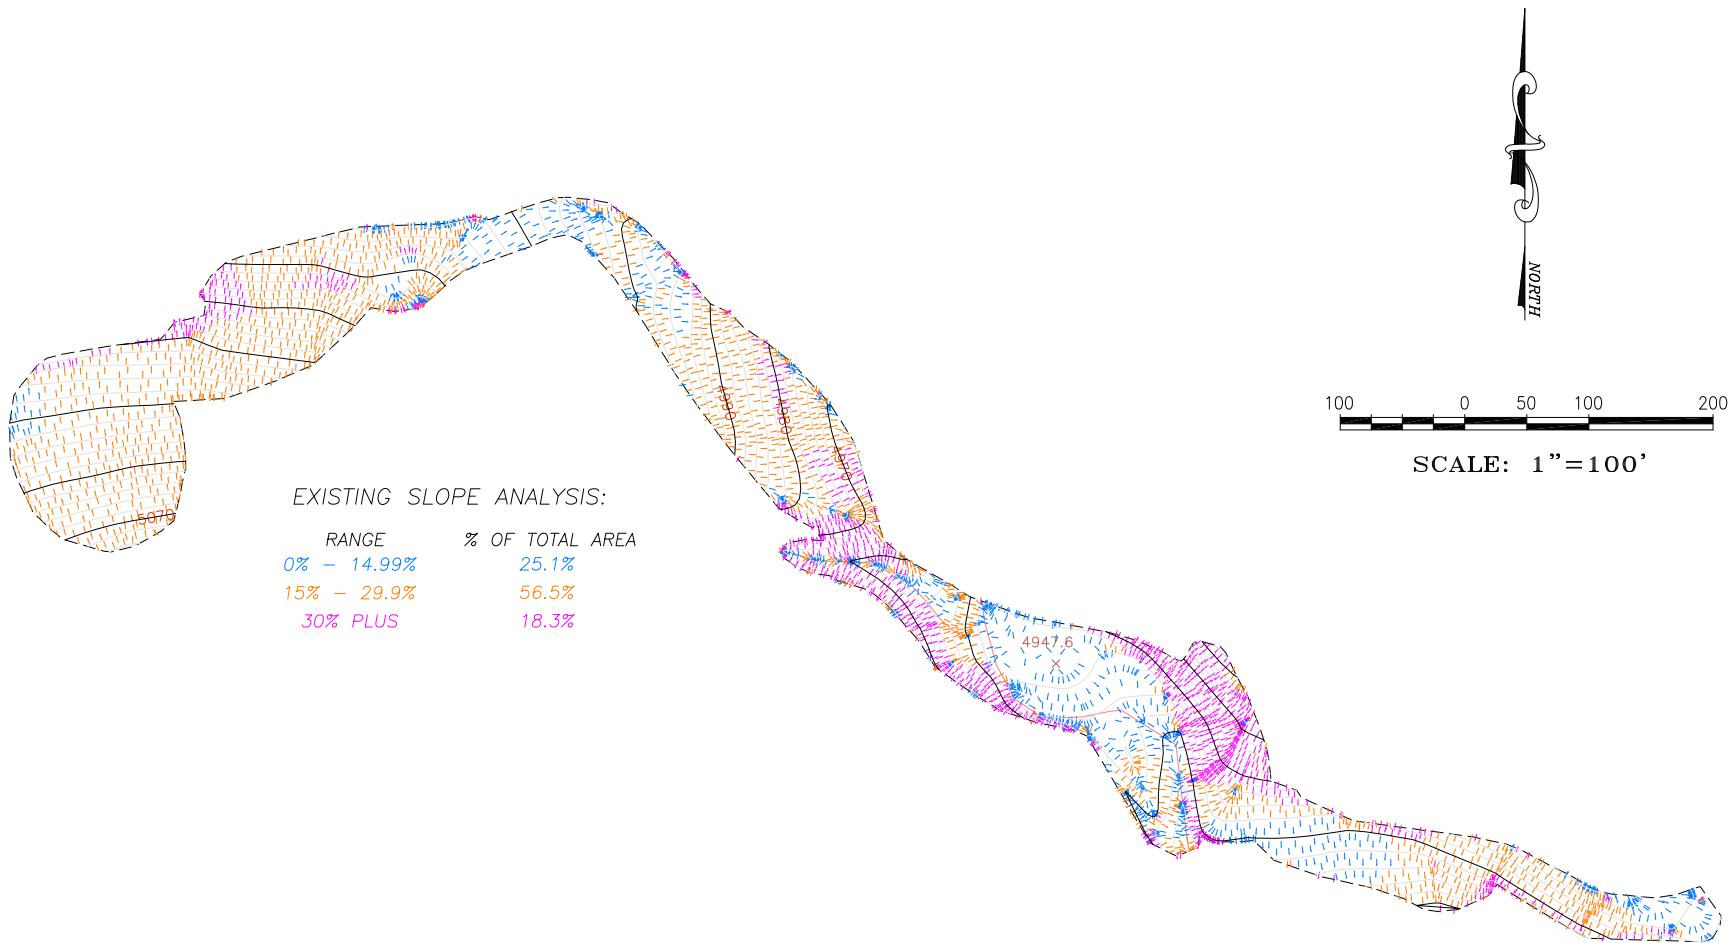 NORTH
100 0 50 100 200
SCALE: 1"=100'
EXISTING SLOPE ANALYSIS:
RANGE % OF TOTAL AREA
0% - 14.99% 25.1%
15% - 29.9% 56.5%
30% PLUS 18.3%
5070
4947.6